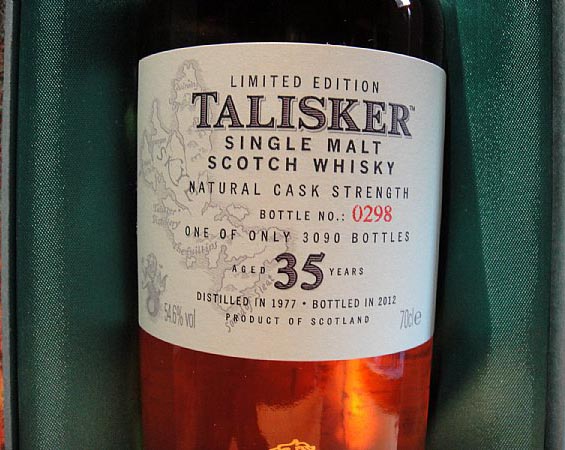 LIMITED EDITION
TALISKER™
SINGLE MALT
SCOTCH WHISKY
NATURAL CASK STRENGTH
BOTTLE NO.: 0298
ONE OF ONLY 3090 BOTTLES
AGED 35 YEARS
DISTILLED IN 1977 • BOTTLED IN 2012
54.6% vol PRODUCT OF SCOTLAND 70cl e